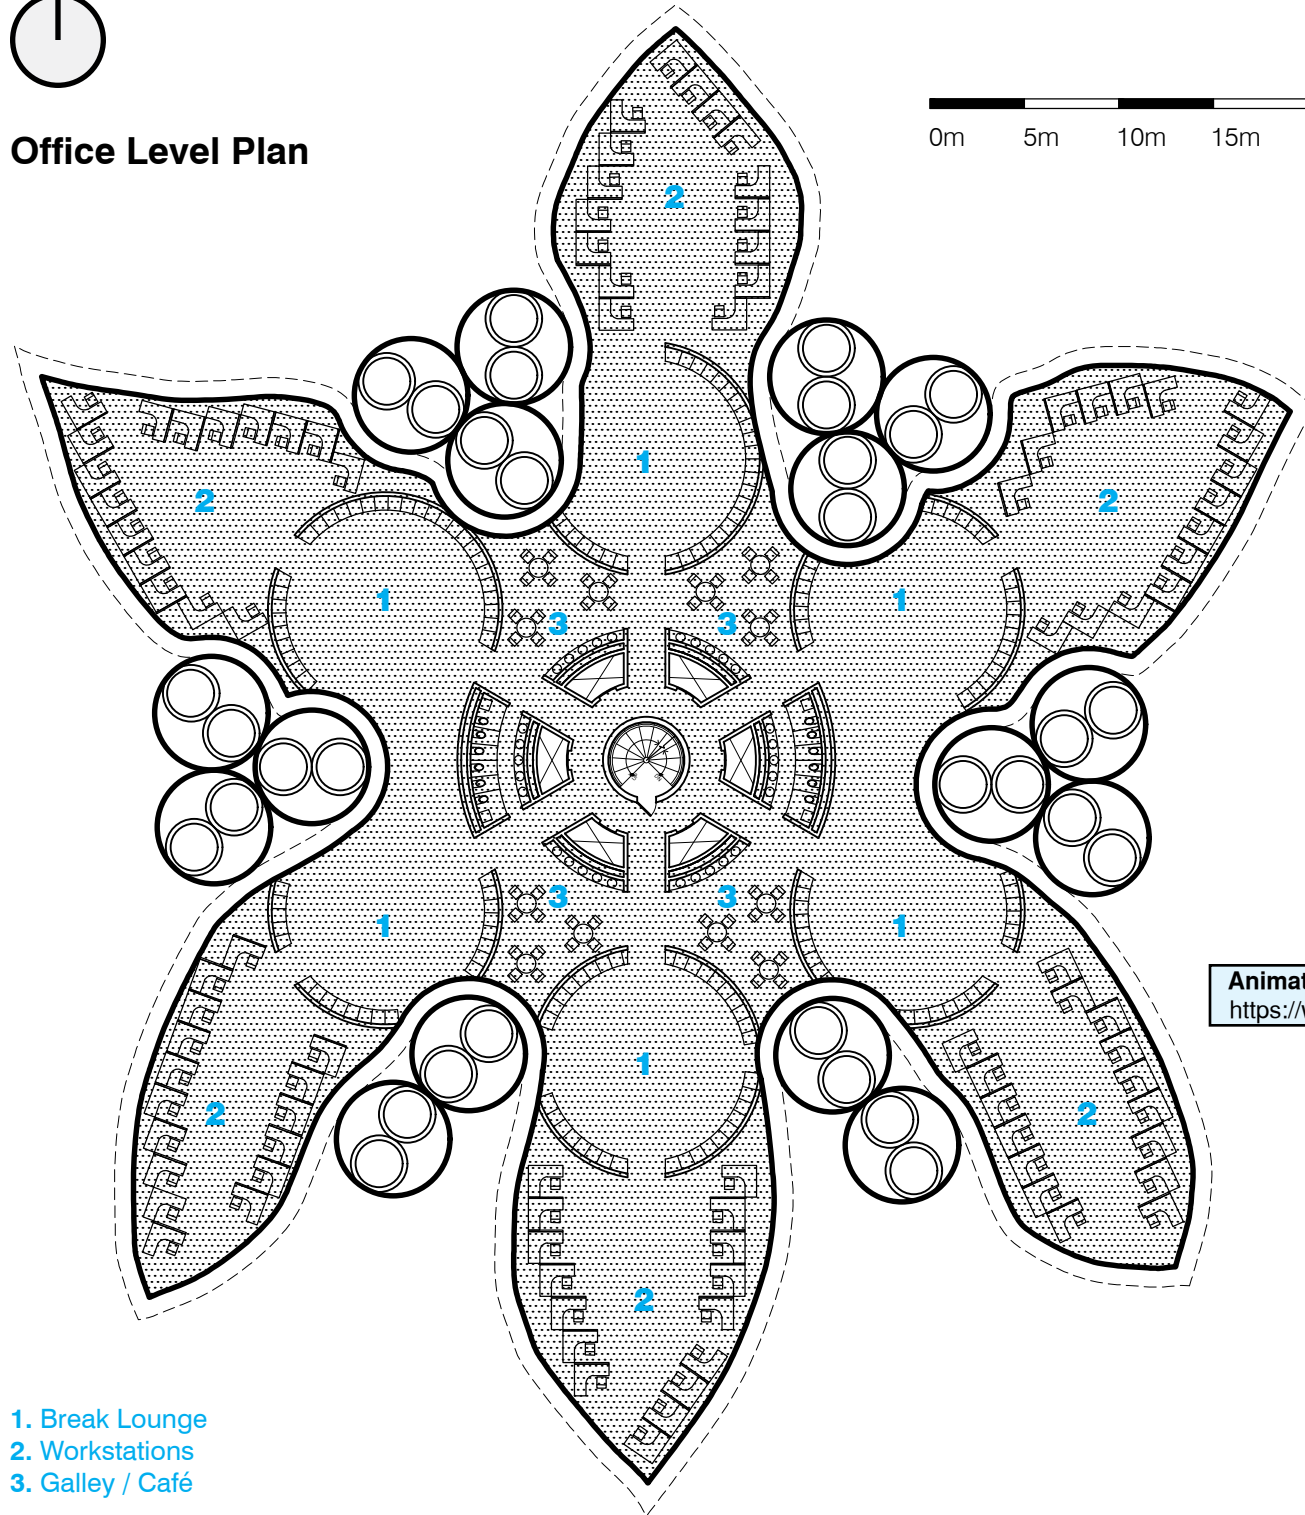 Office Level Plan
0m 5m 10m 15m
2
2
2
1
1
1
3
3
3
3
1
1
1
2
2
2
Animat
https://w
1. Break Lounge
2. Workstations
3. Galley / Café